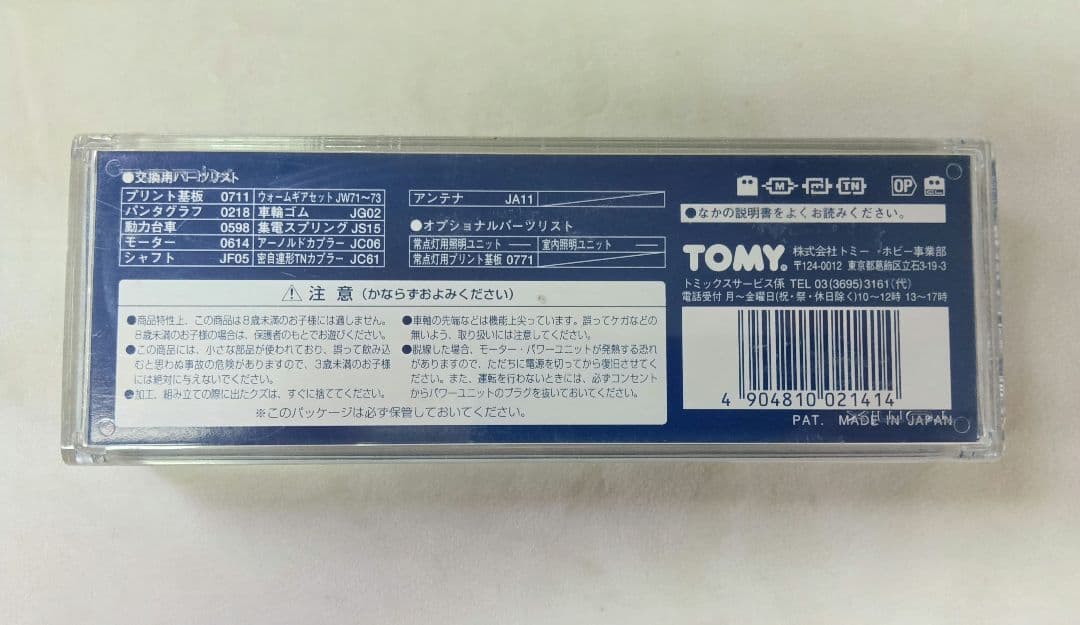 ●交換用パーツリスト
プリント基板 0711 ウォームギアセット JW71～73
パンタグラフ 0218 車輪ゴム JG02
動力台車 0598 集電スプリング JS15
モーター 0614 アーノルドカプラー JC06
シャフト JF05 密自連形TNカプラー JC61
アンテナ JA11
●オプショナルパーツリスト
常点灯用照明ユニット ── 室内照明ユニット ──
常点灯用プリント基板 0771
⚠ 注 意 (かならずおよみください)
●商品特性上、この商品は8歳未満のお子様には適しません。
8歳未満のお子様の場合は、保護者のもとでお遊びください。
●この商品には、小さな部品が使われており、誤って飲み込
むと思わぬ事故の危険がありますので、3歳未満のお子様
には絶対に与えないでください。
●加工、組み立ての際に出たクズは、すぐに捨ててください。
●車軸の先端などは機能上尖っています。誤ってケガなどの
無いよう、取り扱いには注意してください。
●脱線した場合、モーター・パワーユニットが発熱する恐れ
がありますので、ただちに電源を切ってから復旧させてく
ださい。また、運転を行わないときには、必ずコンセント
からパワーユニットのプラグを抜いておいてください。
※このパッケージは必ず保管しておいてください。
M TN OP CL
●なかの説明書をよくお読みください。
TOMY. 株式会社トミー ・ホビー事業部
〒124-0012 東京都葛飾区立石3-19-3
トミックスサービス係 TEL 03(3695)3161(代)
電話受付 月～金曜日(祝・祭・休日除く)10～12時 13～17時
4 904810 021414
PAT. MADE IN JAPAN